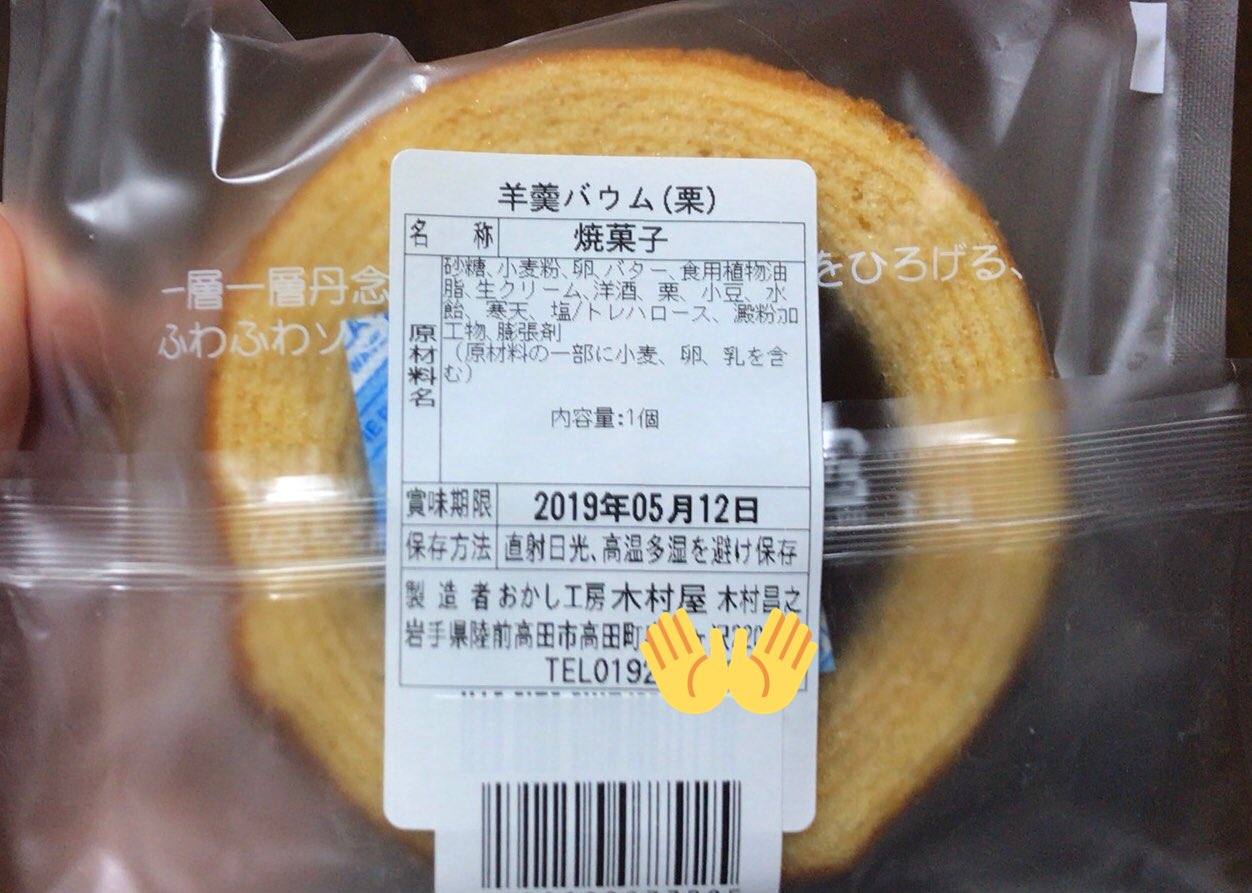 羊羹バウム(栗)
名称 焼菓子
原材料名
砂糖、小麦粉、卵、バター、食用植物油
脂、生クリーム、洋酒、栗、小豆、水
飴、寒天、塩/トレハロース、澱粉加
工物、膨張剤
(原材料の一部に小麦、卵、乳を含
む)
内容量:1個
賞味期限 2019年05月12日
保存方法 直射日光、高温多湿を避け保存
製造者 おかし工房木村屋 木村昌之
岩手県陸前高田市高田町
TEL0192
一層一層丹念
をひろげる、
ふわふわソ